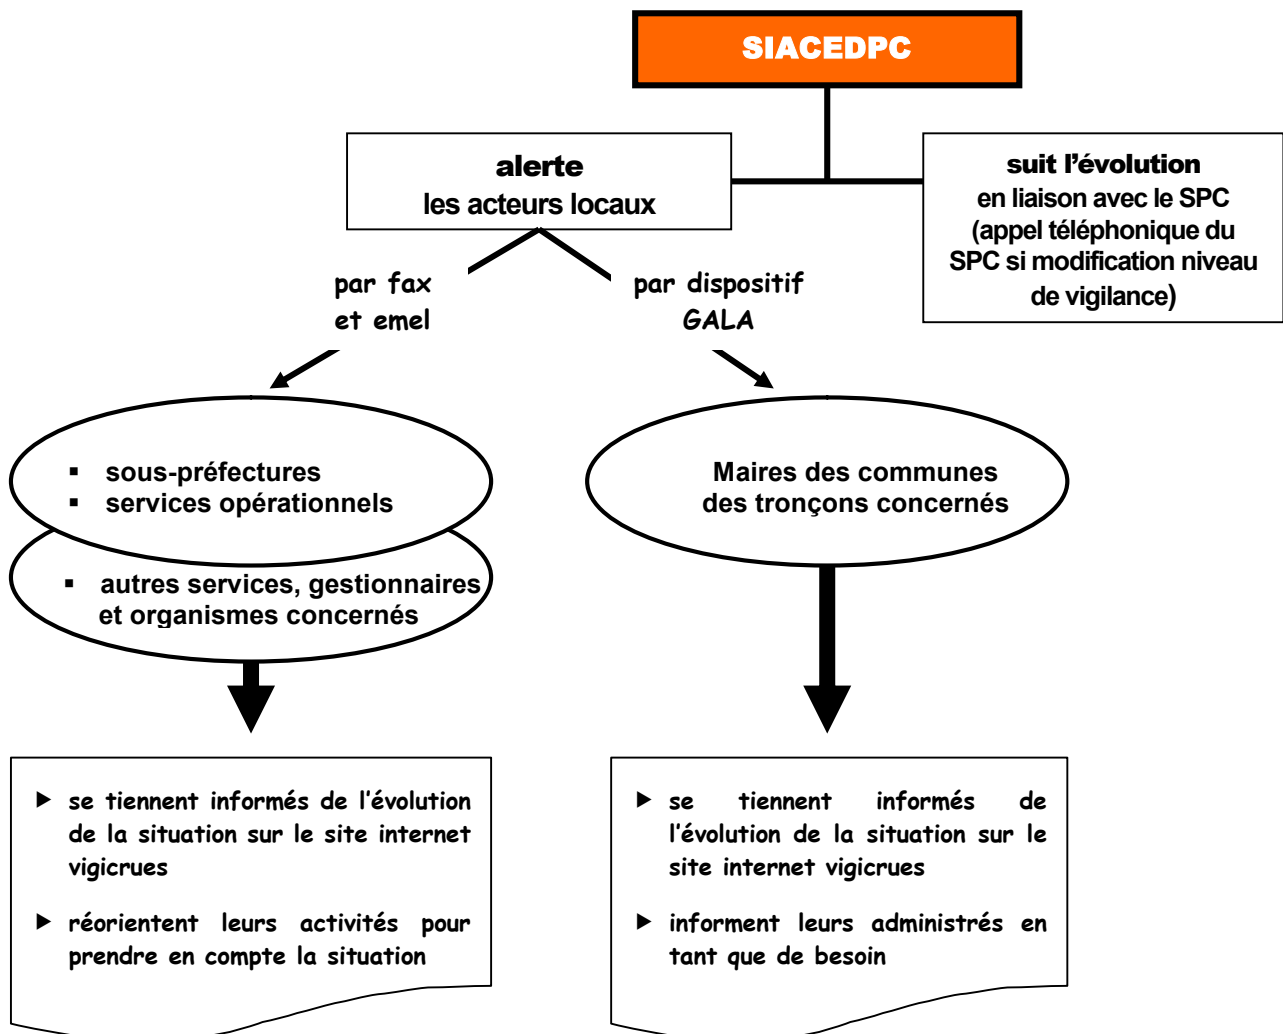 SIACEDPC
alerte
les acteurs locaux
suit l’évolution
en liaison avec le SPC
(appel téléphonique du
SPC si modification niveau
de vigilance)
par fax
et emel
par dispositif
GALA
▪ sous-préfectures
▪ services opérationnels
▪ autres services, gestionnaires
et organismes concernés
Maires des communes
des tronçons concernés
► se tiennent informés de l’évolution
de la situation sur le site internet
vigicrues
► réorientent leurs activités pour
prendre en compte la situation
► se tiennent informés de
l’évolution de la situation sur le
site internet vigicrues
► informent leurs administrés en
tant que de besoin